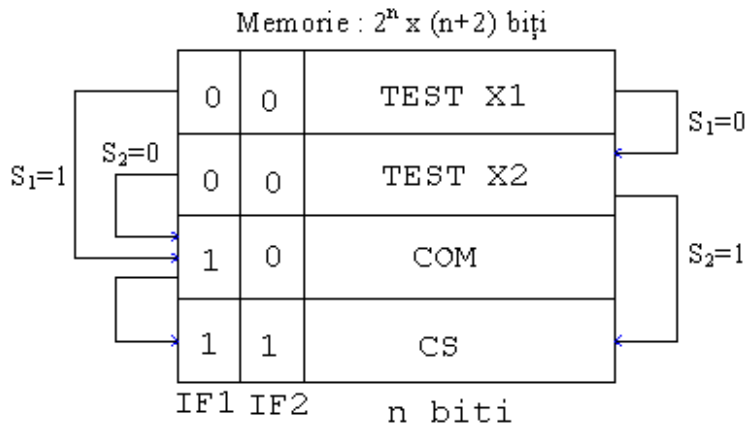 Memorie : 2ⁿ x (n+2) biţi
0 0 TEST X1
S₁=0
S₂=0
S₁=1
0 0 TEST X2
1 0 COM
S₂=1
1 1 CS
IF1 IF2 n biti